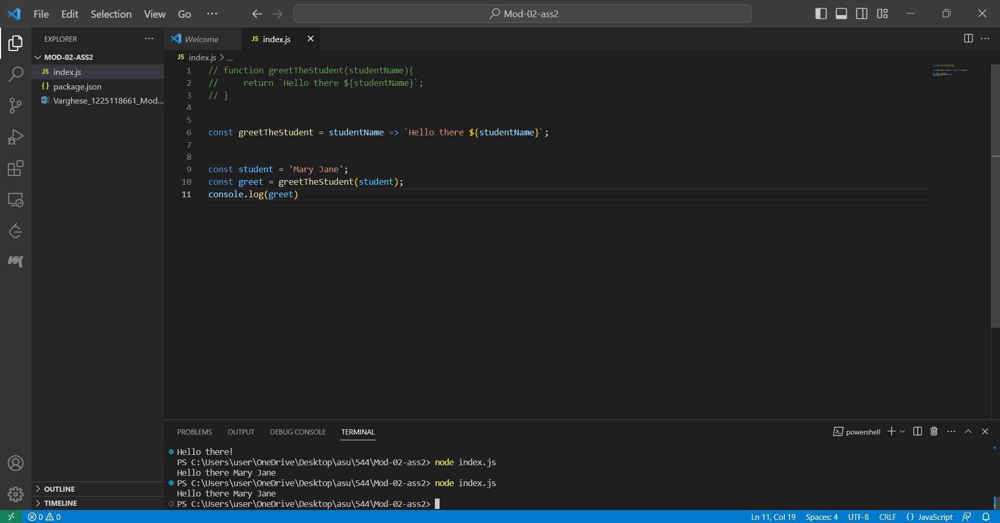 File Edit Selection View Go ··· Mod-02-ass2
EXPLORER ···
MOD-02-ASS2
JS index.js
{} package.json
Varghese_1225118661_Mod...
OUTLINE
TIMELINE
Welcome JS index.js
JS index.js > ...
1 // function greetTheStudent(studentName){
2 //     return `Hello there ${studentName}`;
3 // }
4
5
6 const greetTheStudent = studentName => `Hello there ${studentName}`;
7
8
9 const student = 'Mary Jane';
10 const greet = greetTheStudent(student);
11 console.log(greet)
PROBLEMS OUTPUT DEBUG CONSOLE TERMINAL powershell
Hello there!
PS C:\Users\user\OneDrive\Desktop\asu\544\Mod-02-ass2> node index.js
Hello there Mary Jane
PS C:\Users\user\OneDrive\Desktop\asu\544\Mod-02-ass2> node index.js
Hello there Mary Jane
PS C:\Users\user\OneDrive\Desktop\asu\544\Mod-02-ass2>
0 0 Ln 11, Col 19 Spaces: 4 UTF-8 CRLF {} JavaScript